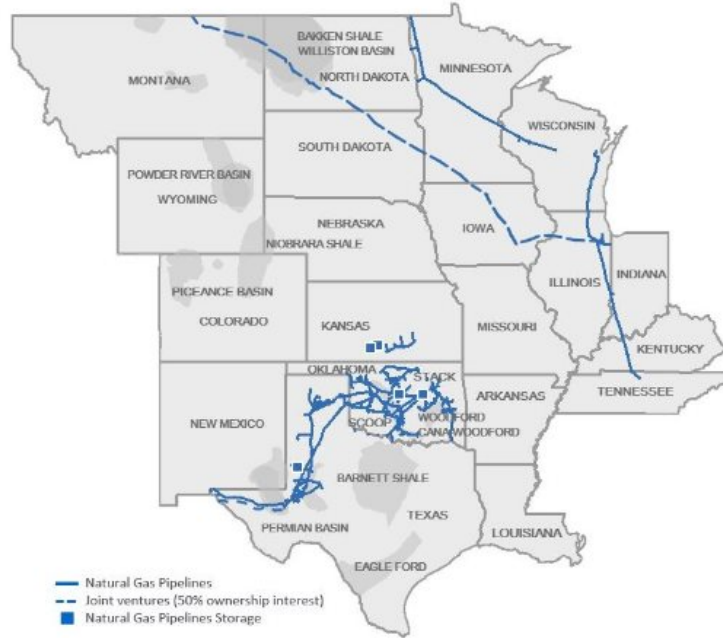 BAKKEN SHALE
WILLISTON BASIN
NORTH DAKOTA
MONTANA
MINNESOTA
WISCONSIN
SOUTH DAKOTA
POWDER RIVER BASIN
WYOMING
NEBRASKA
NIOBRARA SHALE
IOWA
ILLINOIS
INDIANA
PICEANCE BASIN
COLORADO
KANSAS
MISSOURI
KENTUCKY
OKLAHOMA
STACK
TENNESSEE
ARKANSAS
NEW MEXICO
SCOOP
WOODFORD
CANA WOODFORD
BARNETT SHALE
TEXAS
PERMIAN BASIN
LOUISIANA
EAGLE FORD
Natural Gas Pipelines
Joint ventures (50% ownership interest)
Natural Gas Pipelines Storage